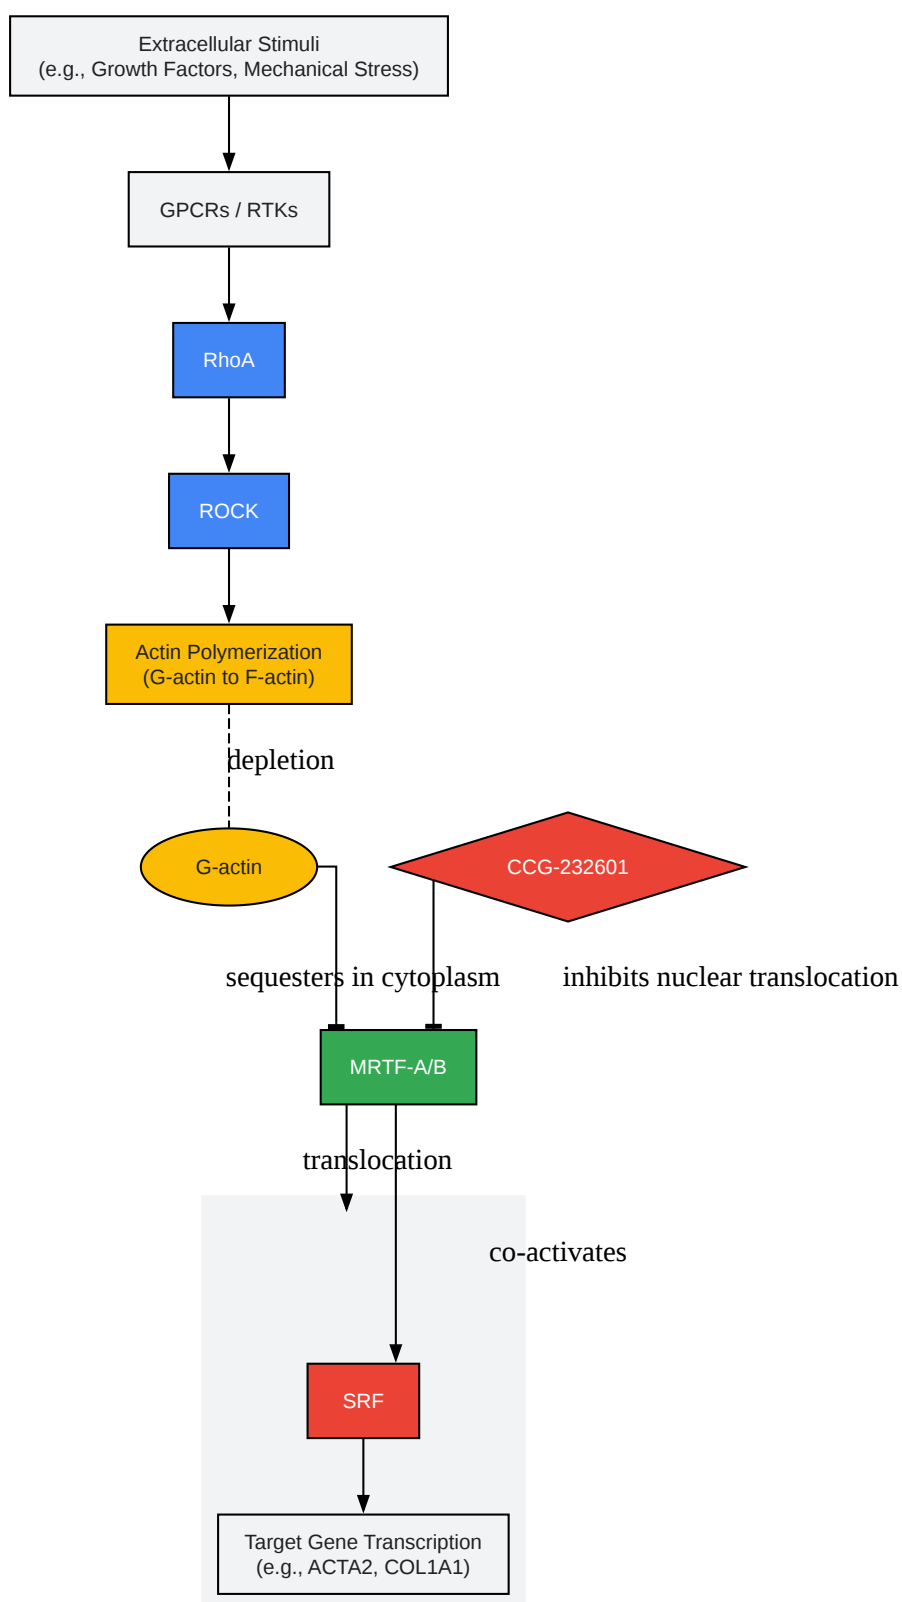 Extracellular Stimuli
(e.g., Growth Factors, Mechanical Stress)
GPCRs / RTKs
RhoA
ROCK
Actin Polymerization
(G-actin to F-actin)
depletion
G-actin
CCG-232601
sequesters in cytoplasm
inhibits nuclear translocation
MRTF-A/B
translocation
co-activates
SRF
Target Gene Transcription
(e.g., ACTA2, COL1A1)